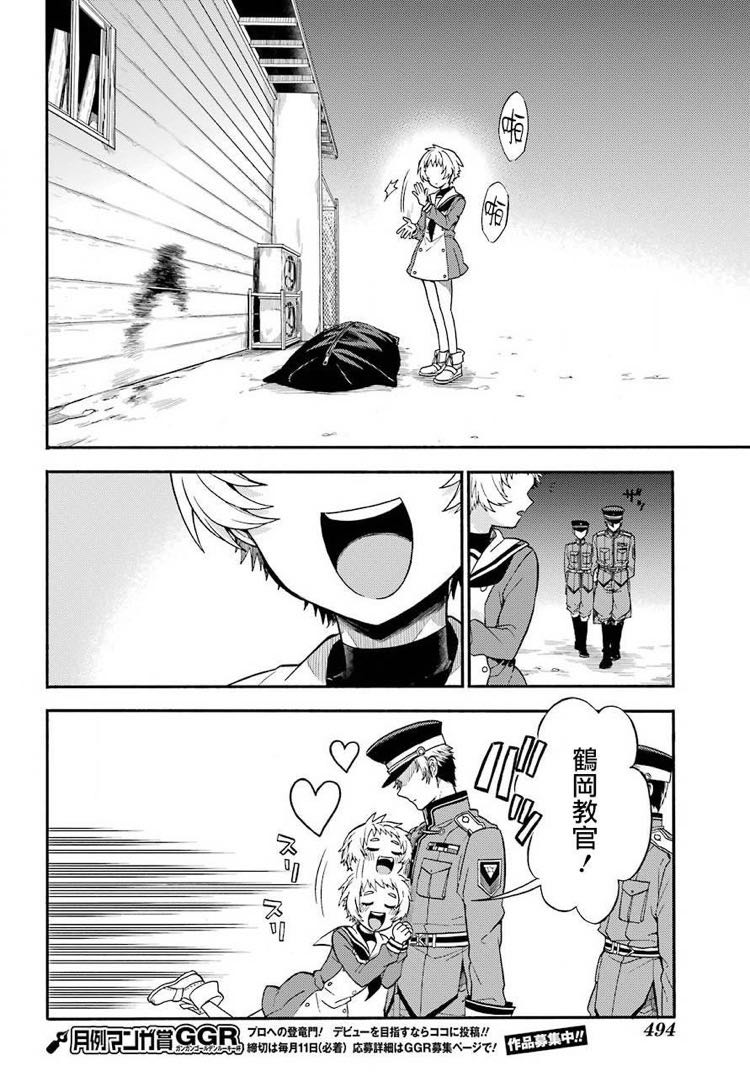 啪
啪
ザッ
鶴岡教官!
ぐいっ
スリ
スリ
月例マンガ賞GGR
ガンガンゴールデンルーキー杯
プロへの登竜門! デビューを目指すならココに投稿!!
締切は毎月11日(必着) 応募詳細はGGR募集ページで!
作品募集中!!
494